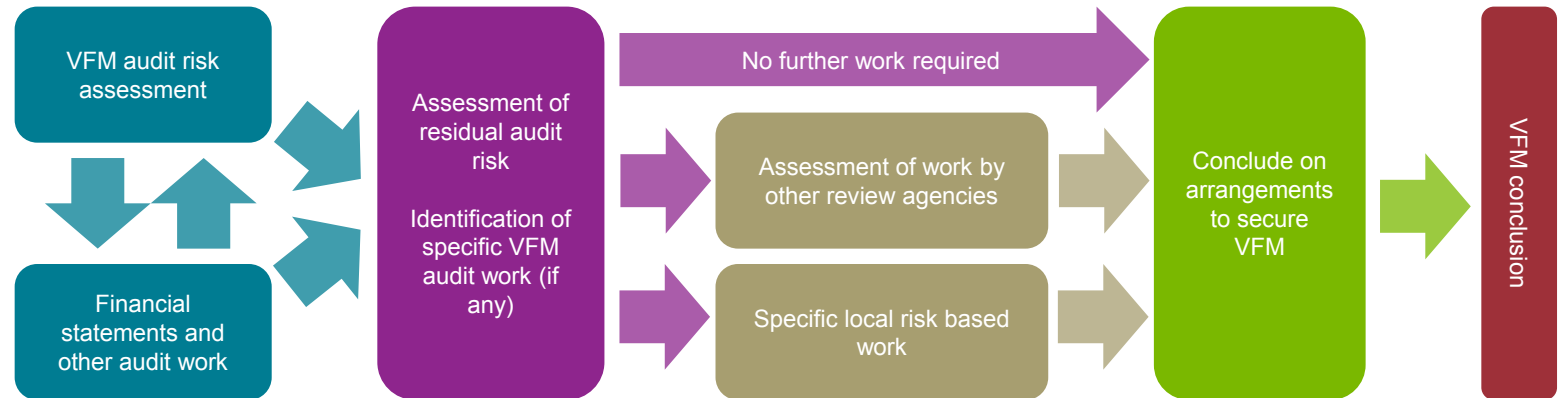 VFM audit risk
assessment
Financial
statements and
other audit work
Assessment of
residual audit
risk
Identification of
specific VFM
audit work (if
any)
No further work required
Assessment of work by
other review agencies
Specific local risk based
work
Conclude on
arrangements
to secure
VFM
VFM conclusion